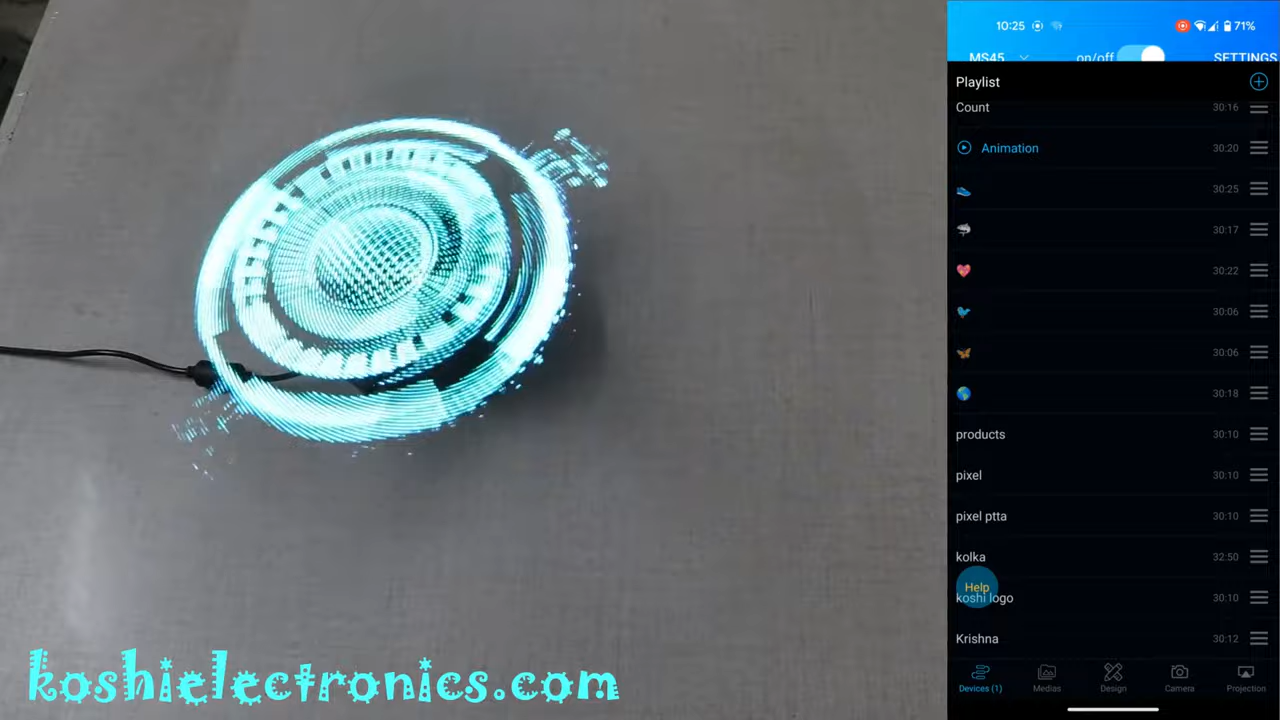 10:25
71%
MS45
on/off
SETTINGS
Playlist
Count 30:16
Animation 30:20
30:25
30:17
30:22
30:06
30:06
30:18
products 30:10
pixel 30:10
pixel ptta 30:10
kolka 32:50
Help
koshi logo 30:10
Krishna 30:12
Devices (1) Medias Design Camera Projection
koshielectronics.com